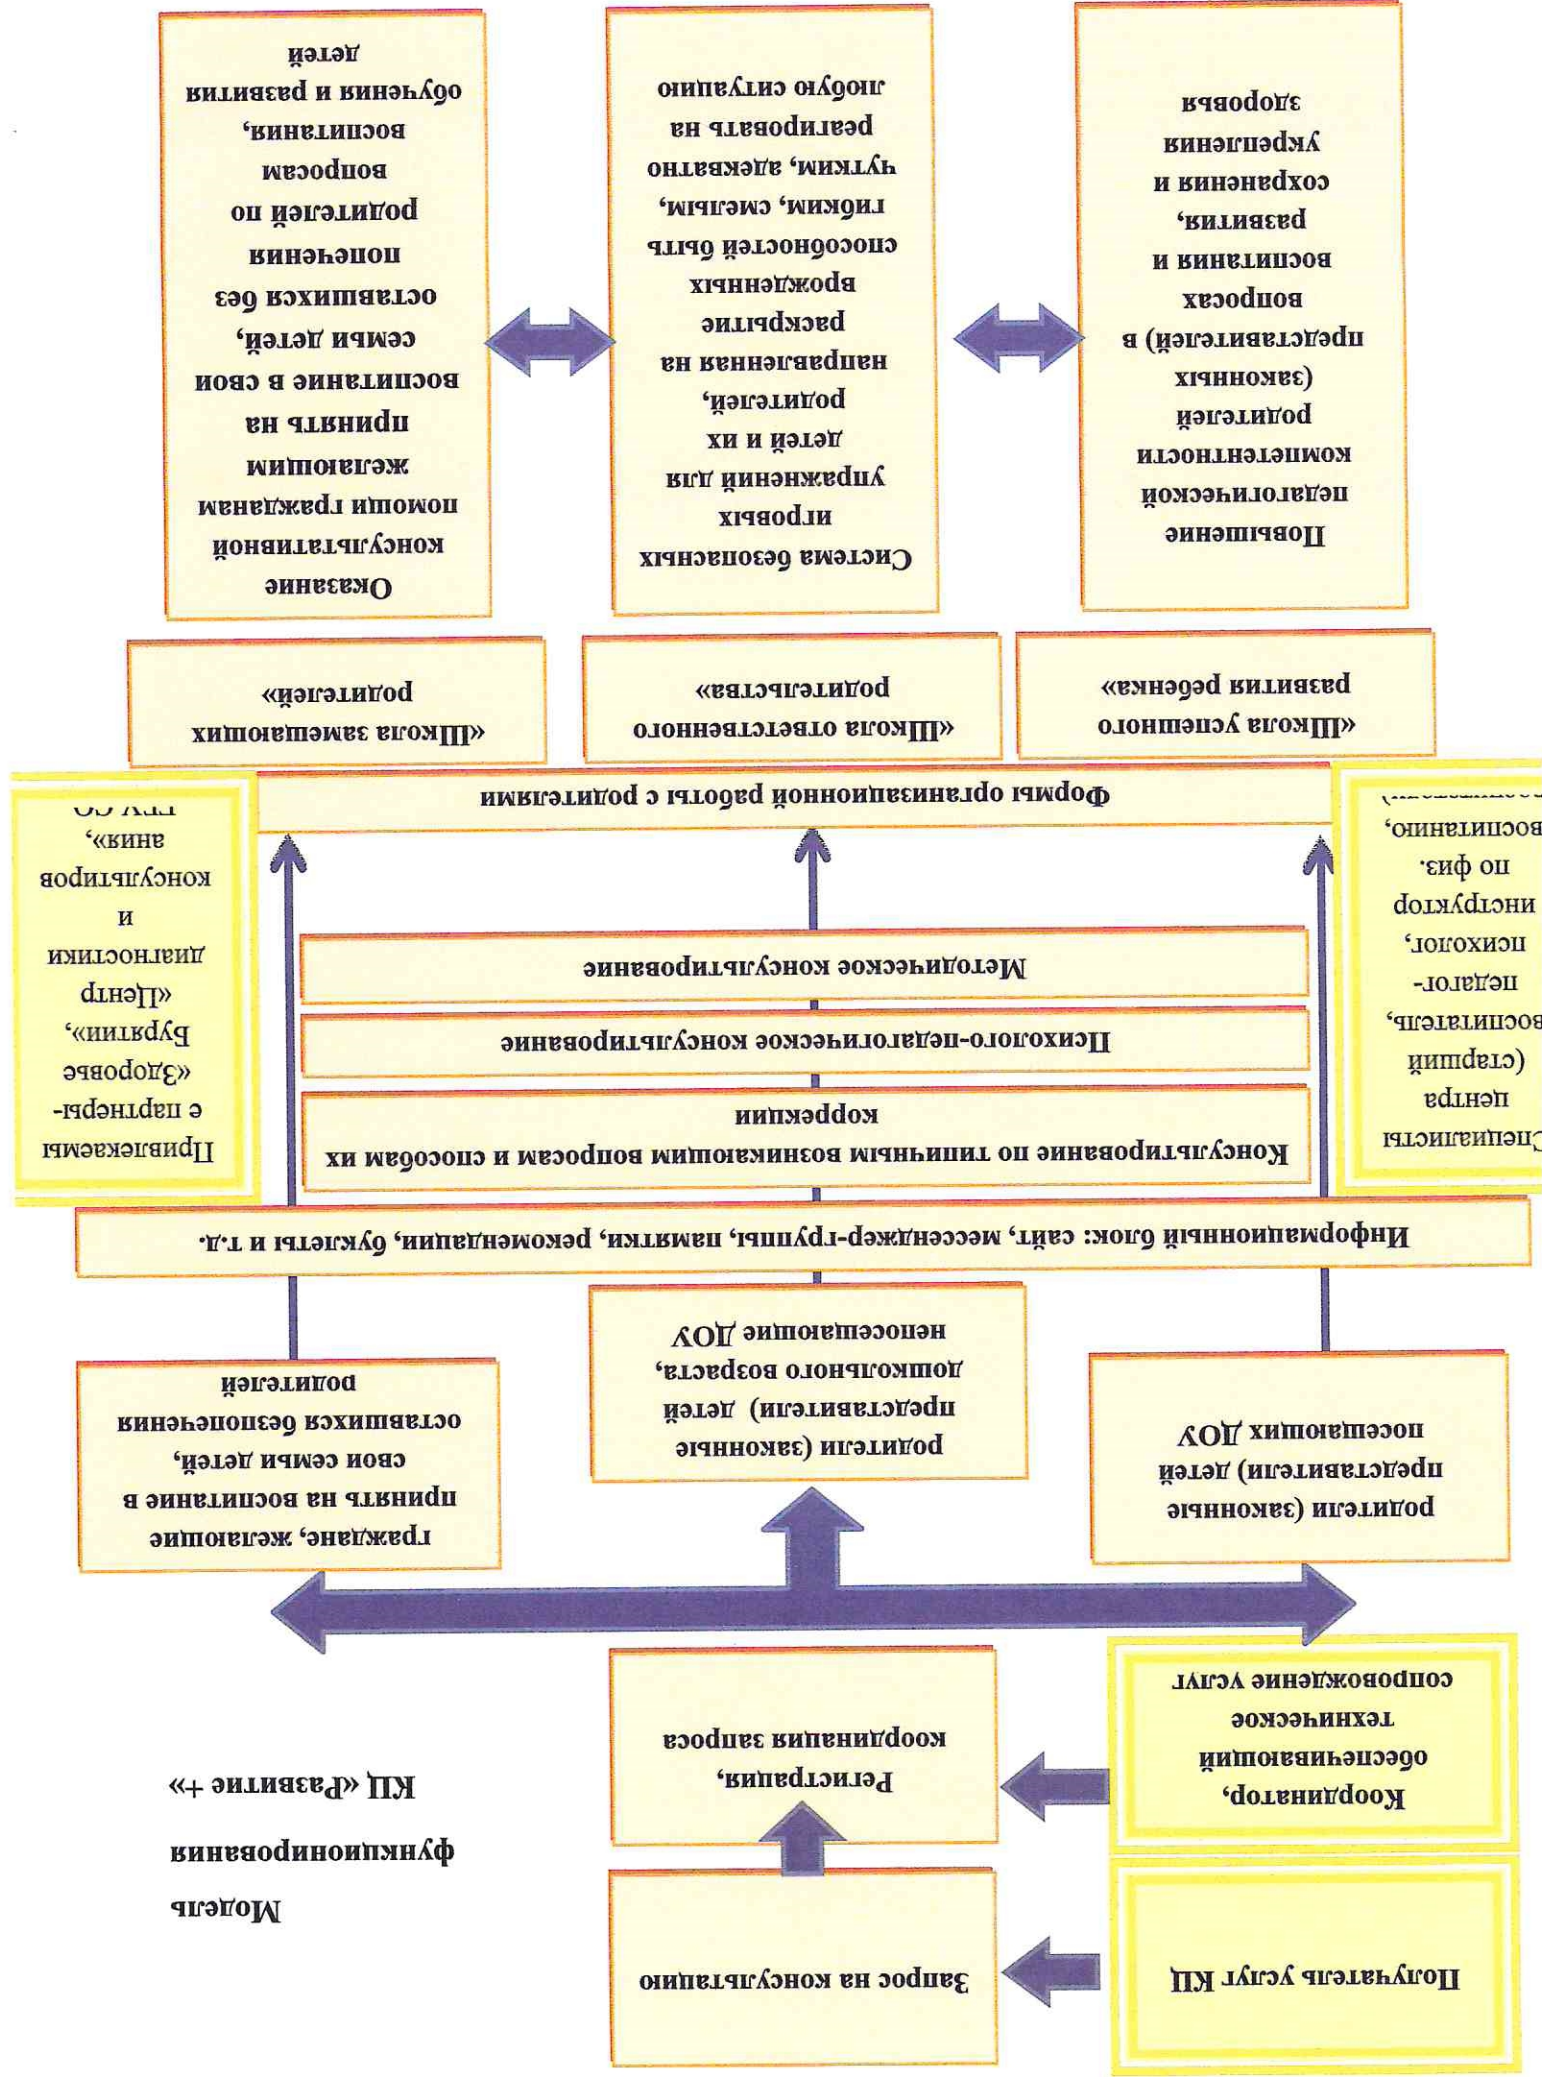 Получатель услуг КЦ
Запрос на консультацию
Модель
функционирования
КЦ «Развитие +»
Координатор,
обеспечивающий
техническое
сопровождение услуг
Регистрация,
координация запроса
родители (законные
представители) детей
посещающих ДОУ
родители (законные
представители) детей
дошкольного возраста,
непосещающие ДОУ
граждане, желающие
принять на воспитание в
свои семьи детей,
оставшихся безпопечения
родителей
Информационный блок: сайт, мессенджер-группы, памятки, рекомендации, буклеты и т.д.
Специалисты
центра
(старший
воспитатель,
педагог-
психолог,
инструктор
по физ.
воспитанию,
Консультирование по типичным возникающим вопросам и способам их
коррекции
Психолого-педагогическое консультирование
Методическое консультирование
Привлекаемы
е партнеры-
«Здоровье
Бурятии»,
«Центр
диагностики
и
консультиров
ания»,
Формы организационной работы с родителями
«Школа успешного
развития ребенка»
«Школа ответственного
родительства»
«Школа замещающих
родителей»
Повышение
педагогической
компетентности
родителей
(законных
представителей) в
вопросах
воспитания и
развития,
сохранения и
укрепления
здоровья
Система безопасных
игровых
упражнений для
детей и их
родителей,
направленная на
раскрытие
врожденных
способностей быть
гибким, смелым,
чутким, адекватно
реагировать на
любую ситуацию
Оказание
консультативной
помощи гражданам
желающим
принять на
воспитание в свои
семьи детей,
оставшихся без
попечения
родителей по
вопросам
воспитания,
обучения и развития
детей